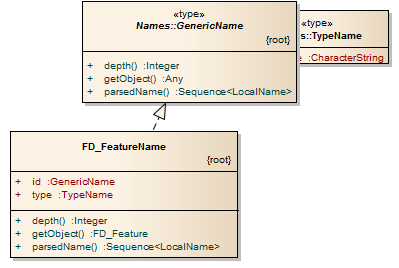 «type»
Names::GenericName
{root}
+ depth() :Integer
+ getObject() :Any
+ parsedName() :Sequence<LocalName>
«type»
s::TypeName
:CharacterString
FD_FeatureName
{root}
+ id :GenericName
+ type :TypeName
+ depth() :Integer
+ getObject() :FD_Feature
+ parsedName() :Sequence<LocalName>